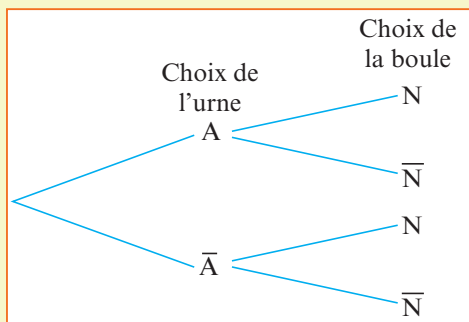 Choix de
la boule
Choix de
l'urne
N
A
N̅
N
A̅
N̅